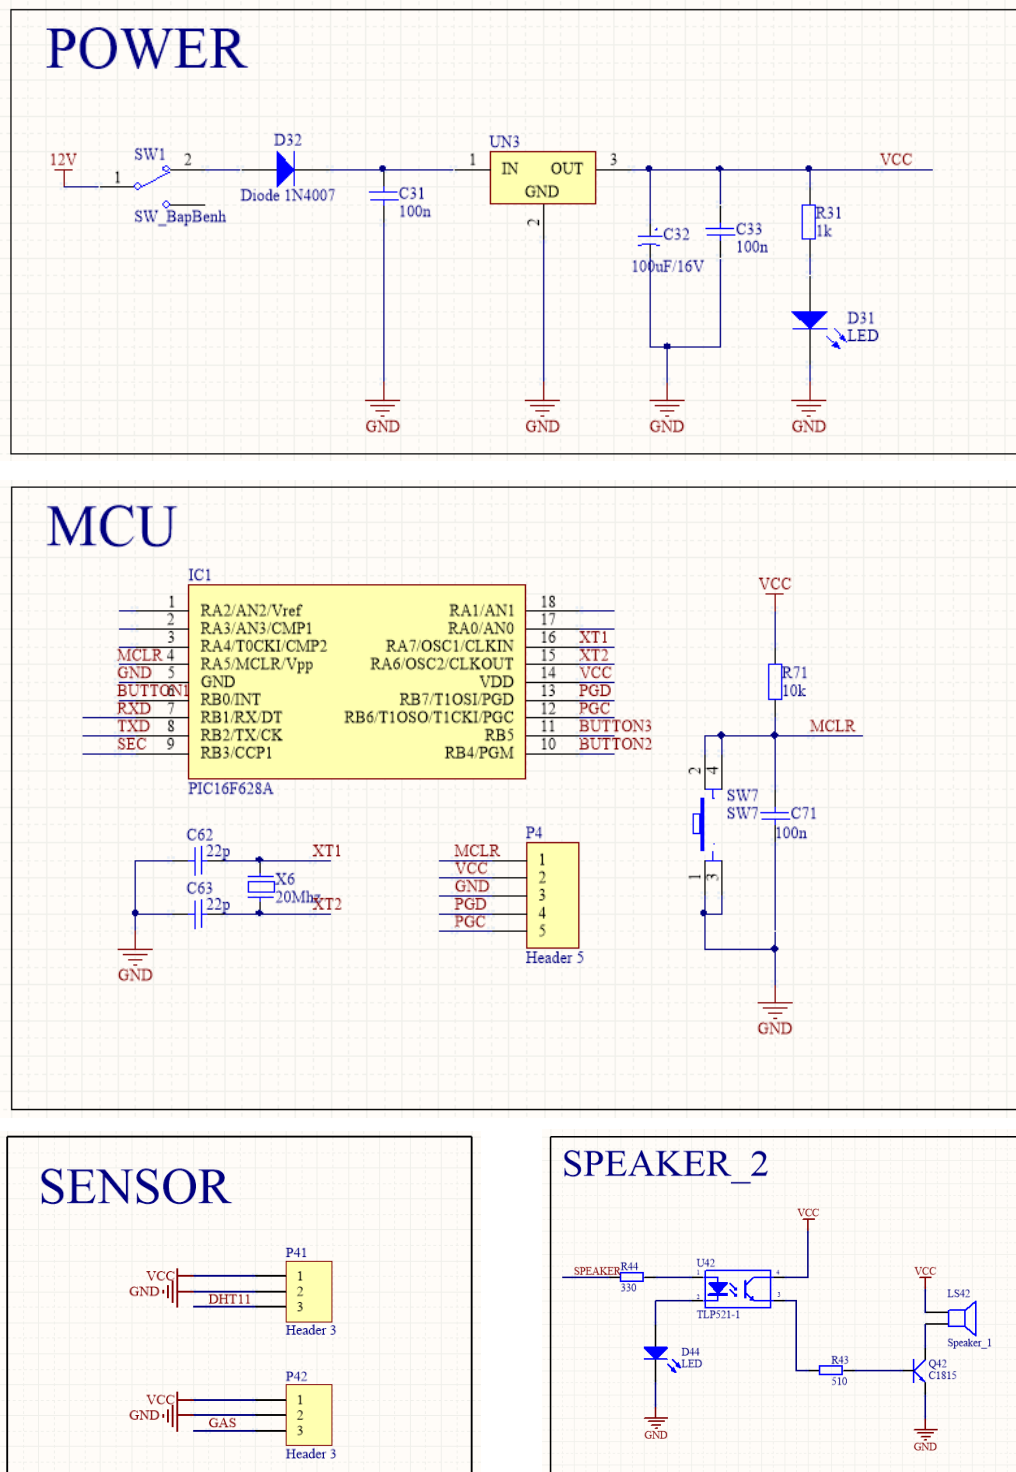 POWER
12V
SW1
1
2
SW_BapBenh
D32
Diode 1N4007
C31
100n
UN3
1
IN
OUT
GND
2
3
C32
100uF/16V
C33
100n
VCC
R31
1k
D31
LED
GND
GND
GND
GND
MCU
IC1
1 RA2/AN2/Vref
2 RA3/AN3/CMP1
3 RA4/T0CKI/CMP2
MCLR 4 RA5/MCLR/Vpp
GND 5 GND
BUTTON1 6 RB0/INT
RXD 7 RB1/RX/DT
TXD 8 RB2/TX/CK
SEC 9 RB3/CCP1
RA1/AN1 18
RA0/AN0 17
RA7/OSC1/CLKIN 16 XT1
RA6/OSC2/CLKOUT 15 XT2
VDD 14 VCC
RB7/T1OSI/PGD 13 PGD
RB6/T1OSO/T1CKI/PGC 12 PGC
RB5 11 BUTTON3
RB4/PGM 10 BUTTON2
PIC16F628A
C62
22p
XT1
X6
20Mhz
C63
22p
XT2
GND
P4
MCLR 1
VCC 2
GND 3
PGD 4
PGC 5
Header 5
VCC
R71
10k
MCLR
2 4
SW7
SW7
C71
100n
1 3
GND
SENSOR
P41
VCC 1
GND 2
DHT11 3
Header 3
P42
VCC 1
GND 2
GAS 3
Header 3
SPEAKER_2
VCC
SPEAKER
R44
330
U42
1
2
4
3
TLP521-1
D44
LED
GND
R43
510
VCC
LS42
Speaker_1
Q42
C1815
GND